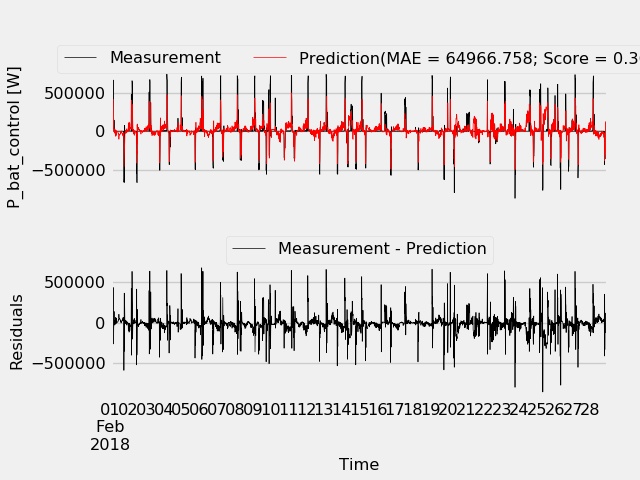 Measurement Prediction(MAE = 64966.758; Score = 0.3
P_bat_control [W]
500000
0
−500000
Measurement - Prediction
Residuals
500000
0
−500000
01020304050607080910111213141516171819202122232425262728
Feb
2018
Time